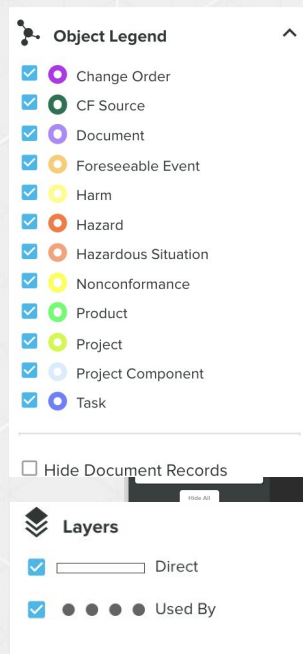 Object Legend
Change Order
CF Source
Document
Foreseeable Event
Harm
Hazard
Hazardous Situation
Nonconformance
Product
Project
Project Component
Task
Hide Document Records
Hide All
Layers
Direct
Used By